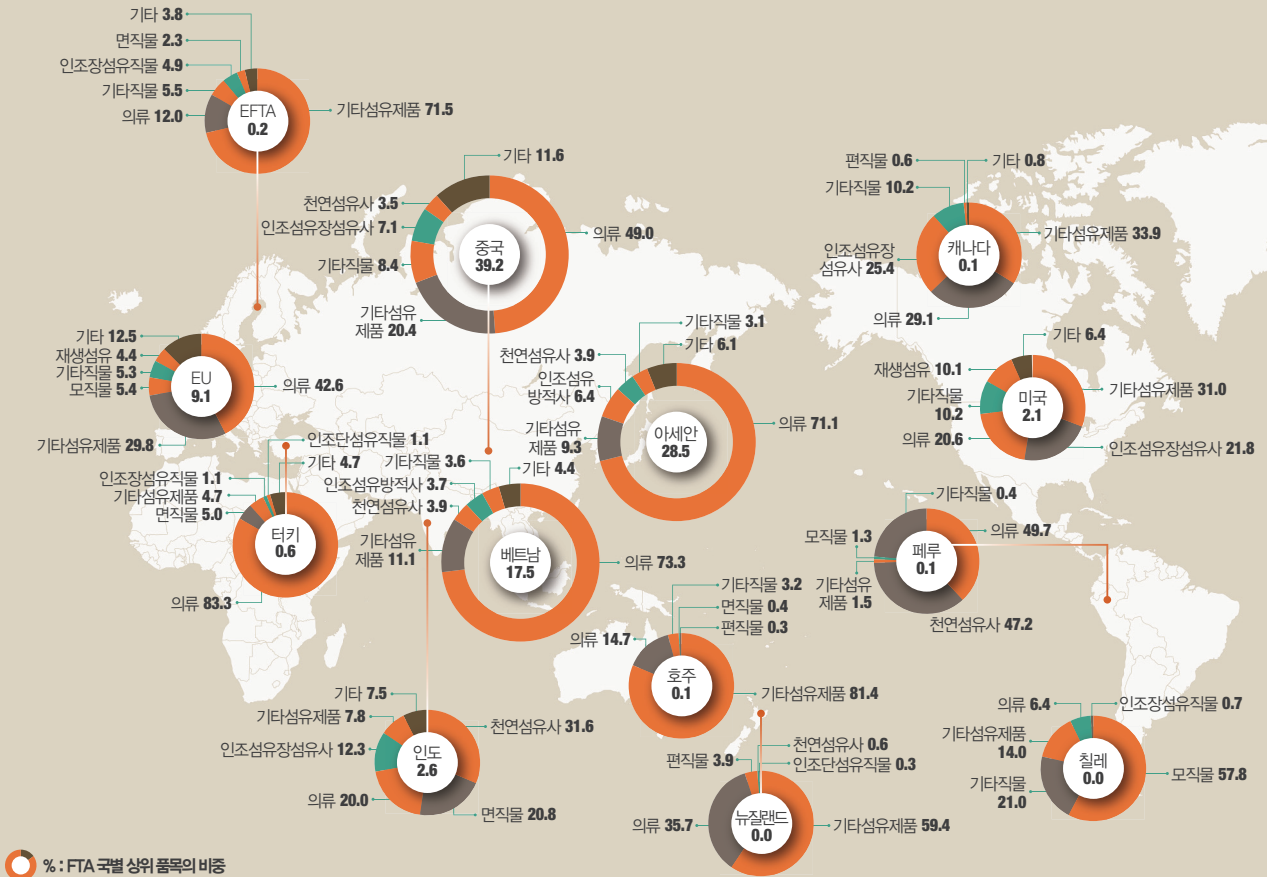 기타 3.8
면직물 2.3
인조장섬유직물 4.9
기타직물 5.5
의류 12.0
EFTA
0.2
기타섬유제품 71.5
기타 11.6
천연섬유사 3.5
인조섬유장섬유사 7.1
기타직물 8.4
기타섬유
제품 20.4
중국
39.2
의류 49.0
편직물 0.6
기타 0.8
기타직물 10.2
인조섬유장
섬유사 25.4
캐나다
0.1
기타섬유제품 33.9
의류 29.1
기타 12.5
재생섬유 4.4
기타직물 5.3
모직물 5.4
EU
9.1
의류 42.6
기타섬유제품 29.8
기타직물 3.1
기타 6.1
천연섬유사 3.9
인조섬유
방적사 6.4
기타섬유
제품 9.3
아세안
28.5
의류 71.1
기타 6.4
재생섬유 10.1
기타직물
10.2
의류 20.6
미국
2.1
기타섬유제품 31.0
인조섬유장섬유사 21.8
인조단섬유직물 1.1
기타 4.7
인조장섬유직물 1.1
기타섬유제품 4.7
면직물 5.0
터키
0.6
의류 83.3
기타직물 3.6
기타 4.4
인조섬유방적사 3.7
천연섬유사 3.9
기타섬유
제품 11.1
베트남
17.5
의류 73.3
기타직물 0.4
의류 49.7
모직물 1.3
기타섬유
제품 1.5
페루
0.1
천연섬유사 47.2
기타직물 3.2
면직물 0.4
편직물 0.3
의류 14.7
호주
0.1
기타섬유제품 81.4
기타 7.5
기타섬유제품 7.8
인조섬유장섬유사 12.3
의류 20.0
인도
2.6
천연섬유사 31.6
면직물 20.8
천연섬유사 0.6
인조단섬유직물 0.3
편직물 3.9
의류 35.7
뉴질랜드
0.0
기타섬유제품 59.4
의류 6.4
인조장섬유직물 0.7
기타섬유제품
14.0
기타직물
21.0
칠레
0.0
모직물 57.8
% : FTA 국별 상위 품목의 비중